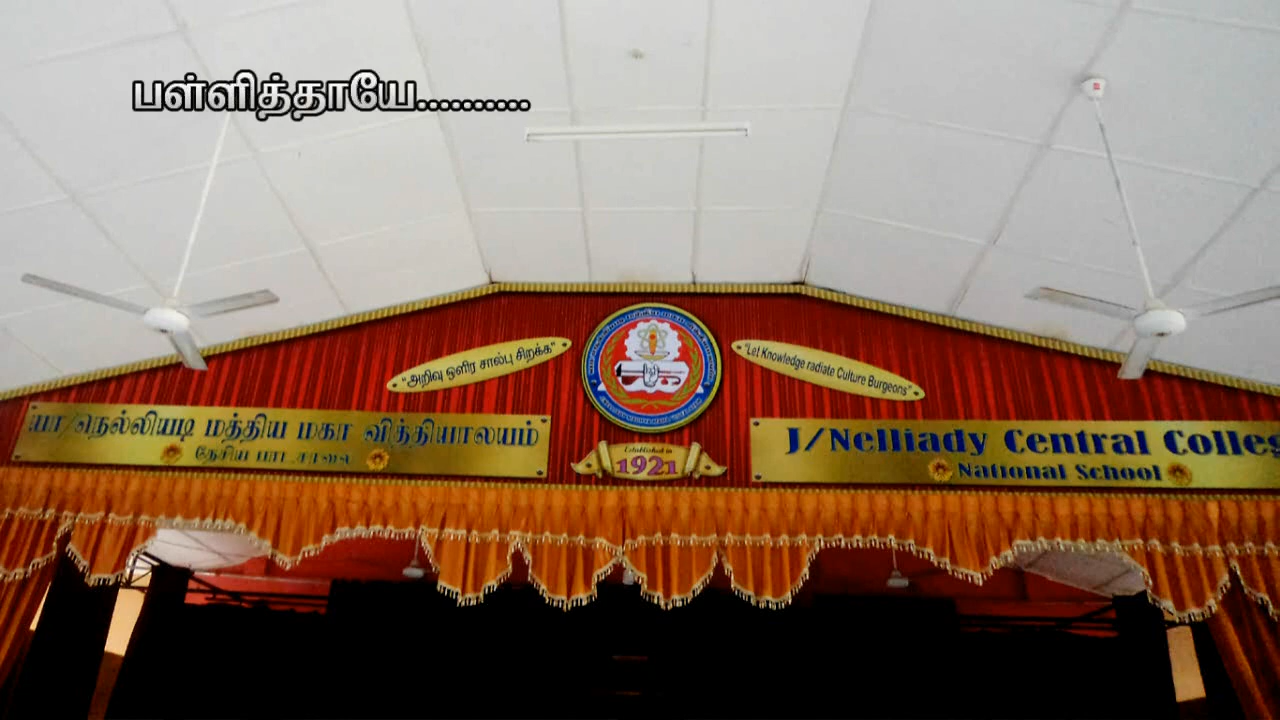 பள்ளித்தாயே..........
"அறிவு ஒளிர சால்பு சிறக்க"
"Let Knowledge radiate Culture Burgeons"
யா/நெல்லியடி மத்திய மகா வித்தியாலயம்
தேசிய பாடசாலை
Established in
1921
J/Nelliady Central Colleg
National School